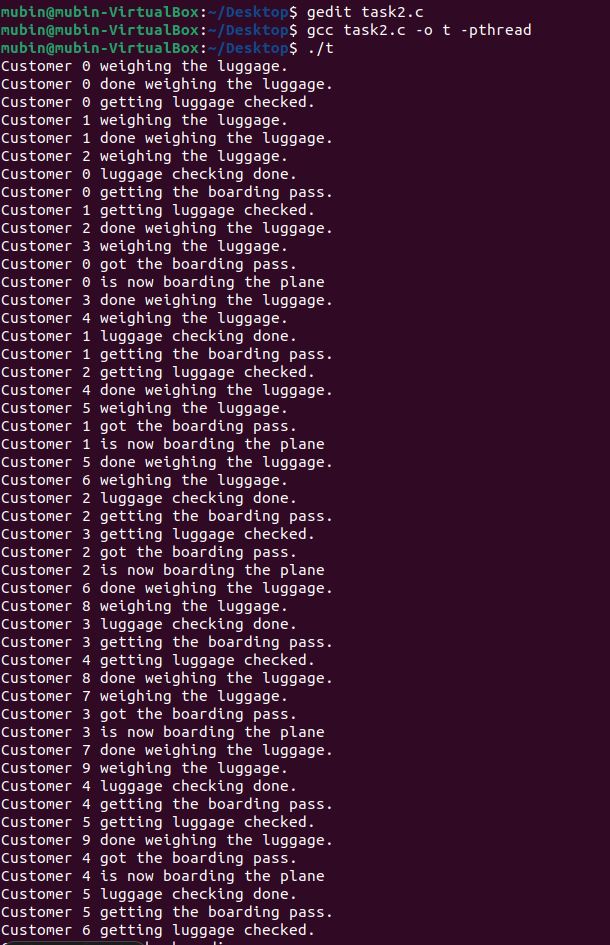 mubin@mubin-VirtualBox:~/Desktop$ gedit task2.c
mubin@mubin-VirtualBox:~/Desktop$ gcc task2.c -o t -pthread
mubin@mubin-VirtualBox:~/Desktop$ ./t
Customer 0 weighing the luggage.
Customer 0 done weighing the luggage.
Customer 0 getting luggage checked.
Customer 1 weighing the luggage.
Customer 1 done weighing the luggage.
Customer 2 weighing the luggage.
Customer 0 luggage checking done.
Customer 0 getting the boarding pass.
Customer 1 getting luggage checked.
Customer 2 done weighing the luggage.
Customer 3 weighing the luggage.
Customer 0 got the boarding pass.
Customer 0 is now boarding the plane
Customer 3 done weighing the luggage.
Customer 4 weighing the luggage.
Customer 1 luggage checking done.
Customer 1 getting the boarding pass.
Customer 2 getting luggage checked.
Customer 4 done weighing the luggage.
Customer 5 weighing the luggage.
Customer 1 got the boarding pass.
Customer 1 is now boarding the plane
Customer 5 done weighing the luggage.
Customer 6 weighing the luggage.
Customer 2 luggage checking done.
Customer 2 getting the boarding pass.
Customer 3 getting luggage checked.
Customer 2 got the boarding pass.
Customer 2 is now boarding the plane
Customer 6 done weighing the luggage.
Customer 8 weighing the luggage.
Customer 3 luggage checking done.
Customer 3 getting the boarding pass.
Customer 4 getting luggage checked.
Customer 8 done weighing the luggage.
Customer 7 weighing the luggage.
Customer 3 got the boarding pass.
Customer 3 is now boarding the plane
Customer 7 done weighing the luggage.
Customer 9 weighing the luggage.
Customer 4 luggage checking done.
Customer 4 getting the boarding pass.
Customer 5 getting luggage checked.
Customer 9 done weighing the luggage.
Customer 4 got the boarding pass.
Customer 4 is now boarding the plane
Customer 5 luggage checking done.
Customer 5 getting the boarding pass.
Customer 6 getting luggage checked.